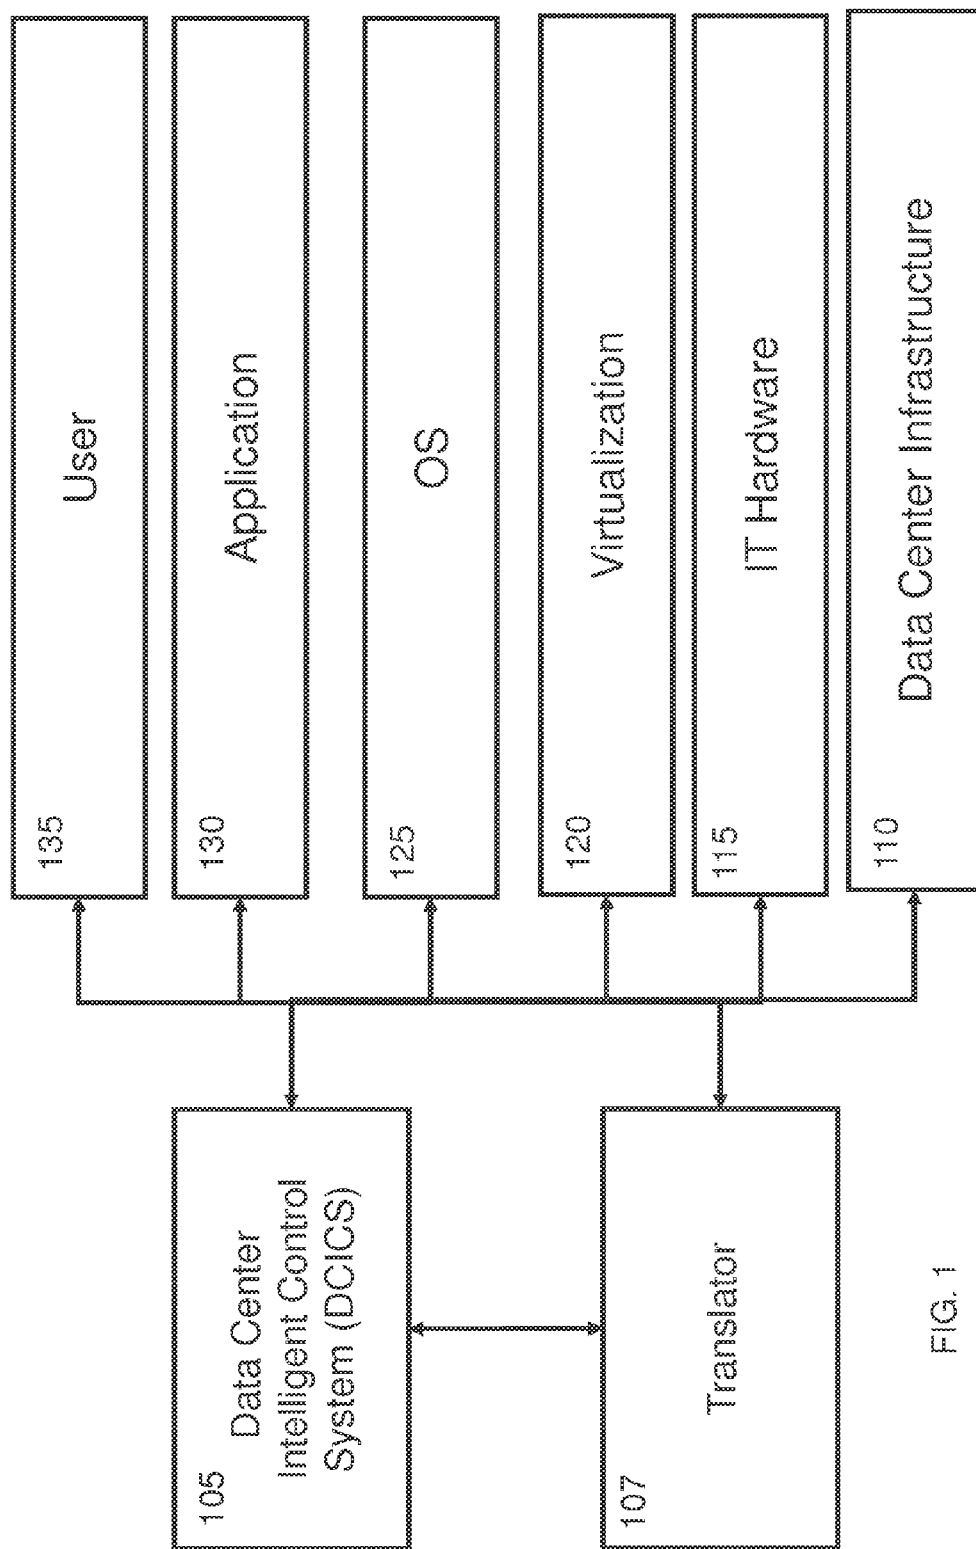 105
Data Center
Intelligent Control
System (DCICS)
107
Translator
135
User
130
Application
125
OS
120
Virtualization
115
IT Hardware
110
Data Center Infrastructure
FIG. 1